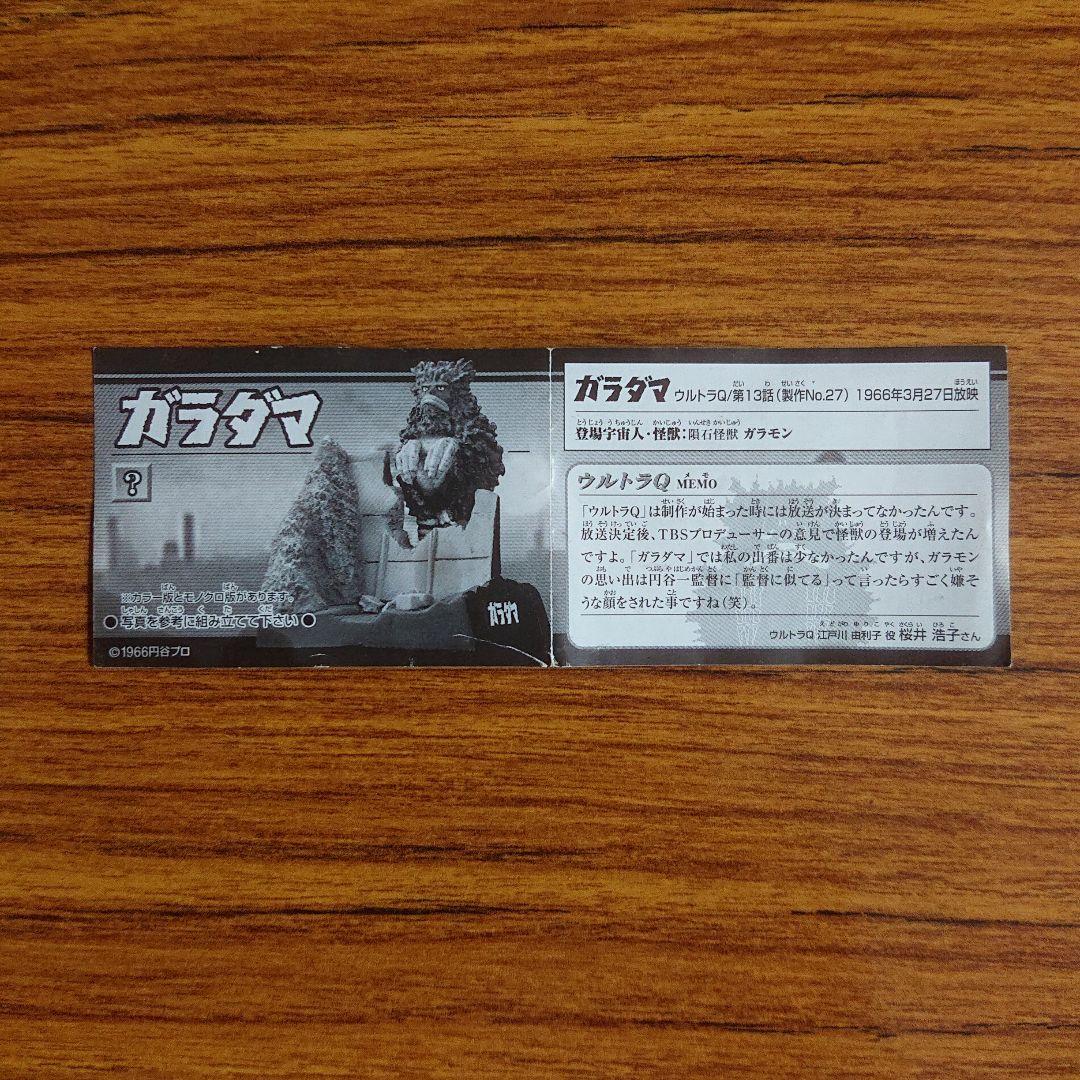 ガラダマ
?
※カラー版とモノクロ版があります。
●写真を参考に組み立てて下さい●
©1966円谷プロ
ガラダマ
ガラダマ ウルトラQ/第13話(製作No.27) 1966年3月27日放映
登場宇宙人・怪獣:隕石怪獣 ガラモン
ウルトラQ MEMO
「ウルトラQ」は制作が始まった時には放送が決まってなかったんです。
放送決定後、TBSプロデューサーの意見で怪獣の登場が増えたん
ですよ。「ガラダマ」では私の出番は少なかったんですが、ガラモン
の思い出は円谷一監督に「監督に似てる」って言ったらすごく嫌そ
うな顔をされた事ですね(笑)。
ウルトラQ 江戸川 由利子 役 桜井 浩子さん